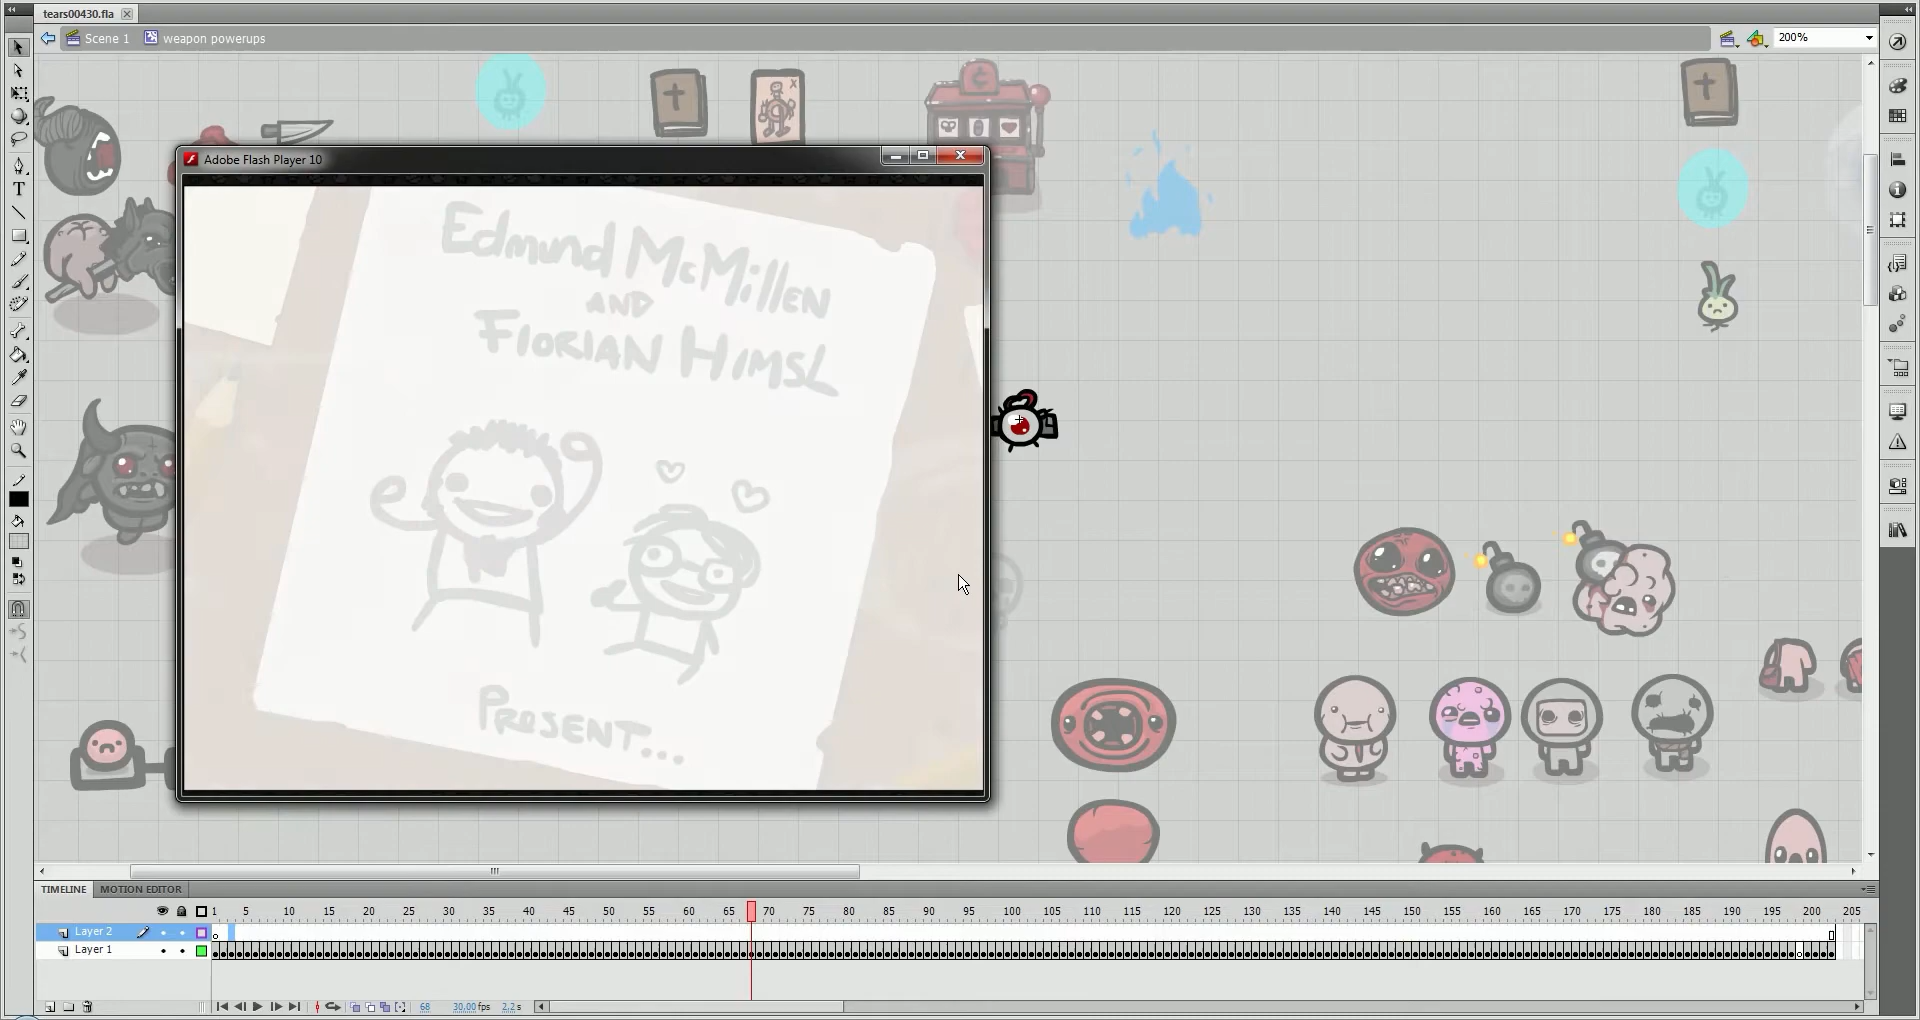 tears00430.fla
Scene 1
weapon powerups
200%
Adobe Flash Player 10
Edmund McMillen
AND
Florian Himsl
Present...
T
TIMELINE
MOTION EDITOR
1 5 10 15 20 25 30 35 40 45 50 55 60 65 70 75 80 85 90 95 100 105 110 115 120 125 130 135 140 145 150 155 160 165 170 175 180 185 190 195 200 205
Layer 2
Layer 1
68 30.00 fps 2.2 s